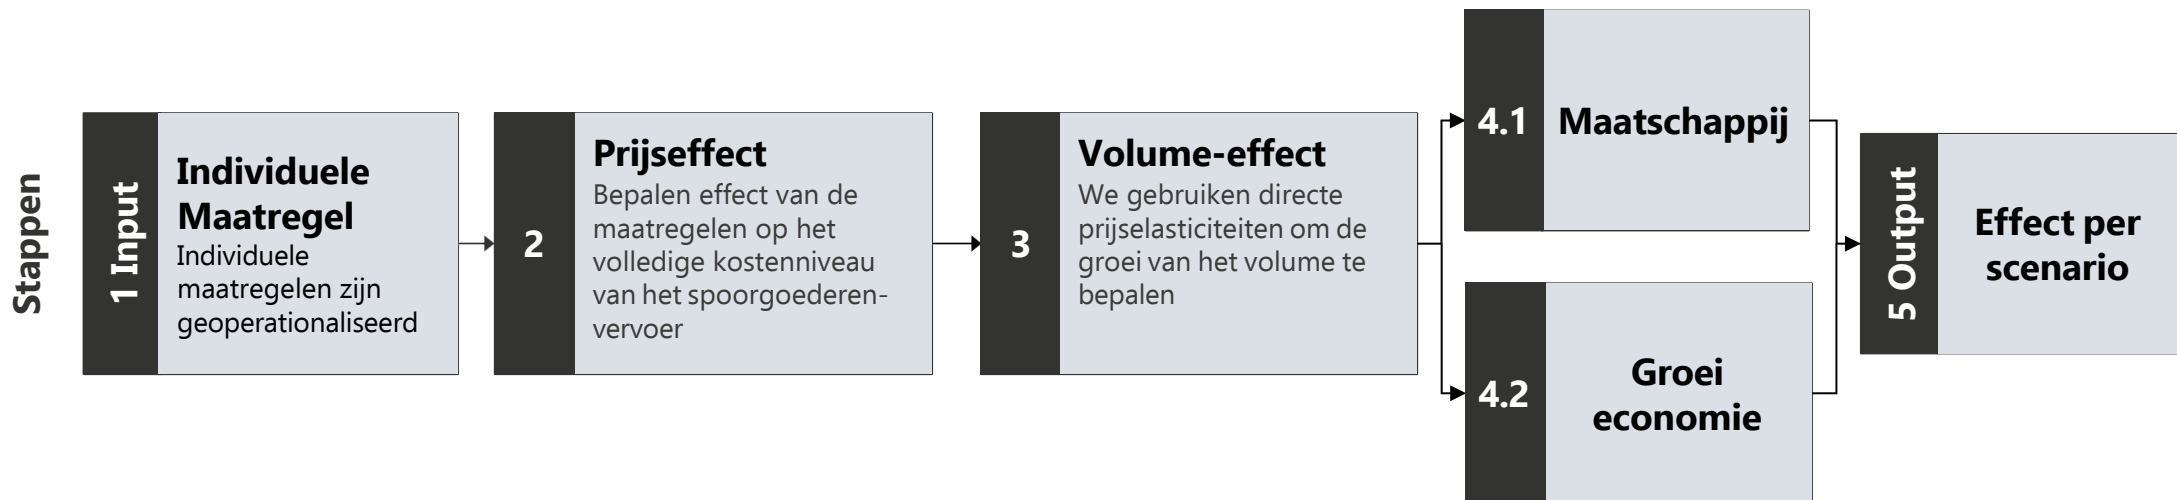 Stappen
1 Input
Individuele
Maatregel
Individuele
maatregelen zijn
geoperationaliseerd
2
Prijseffect
Bepalen effect van de
maatregelen op het
volledige kostenniveau
van het spoorgoederen-
vervoer
3
Volume-effect
We gebruiken directe
prijselasticiteiten om de
groei van het volume te
bepalen
4.1
Maatschappij
4.2
Groei
economie
5 Output
Effect per
scenario